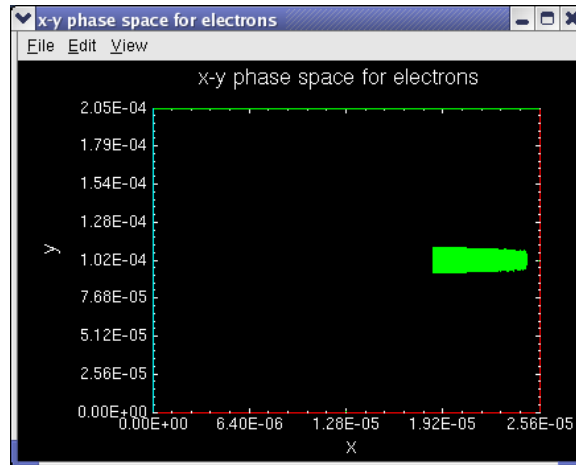 x-y phase space for electrons
File Edit View
x-y phase space for electrons
2.05E-04
1.79E-04
1.54E-04
1.28E-04
y
1.02E-04
7.68E-05
5.12E-05
2.56E-05
0.00E+00
0.00E+00 6.40E-06 1.28E-05 1.92E-05 2.56E-05
X